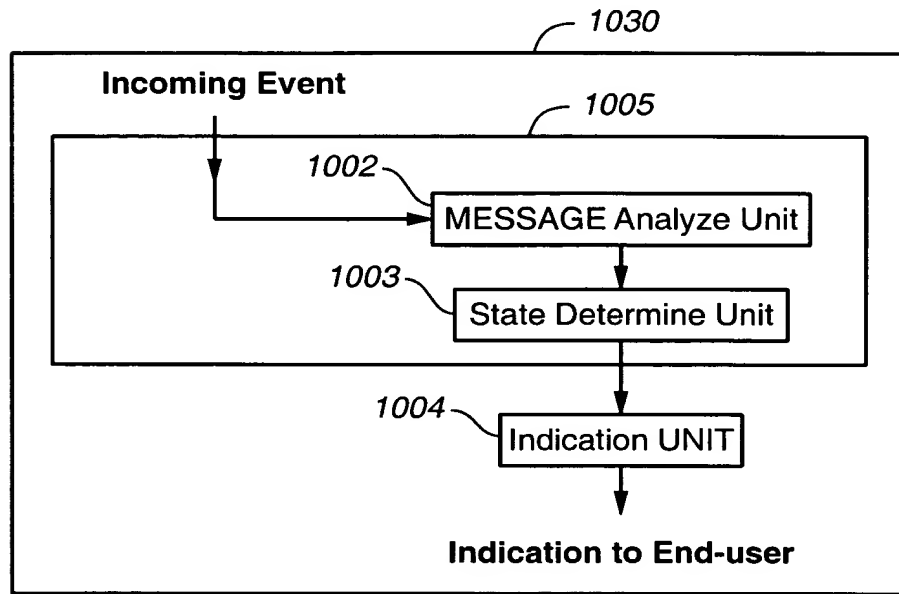 1030
Incoming Event
1005
1002
MESSAGE Analyze Unit
1003
State Determine Unit
1004
Indication UNIT
Indication to End-user